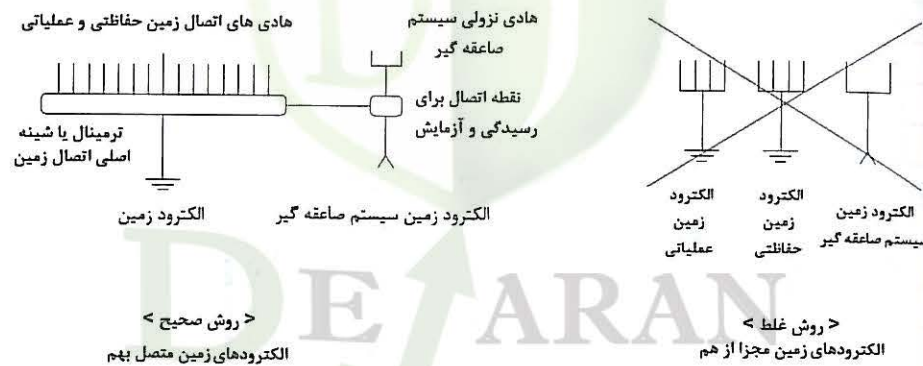 هادی های اتصال زمین حفاظتی و عملیاتی
هادی نزولی سیستم
صاعقه گیر
نقطه اتصال برای
رسیدگی و آزمایش
ترمینال یا شینه
اصلی اتصال زمین
الکترود زمین
الکترود زمین سیستم صاعقه گیر
< روش صحیح >
الکترودهای زمین متصل بهم
الکترود
زمین
عملیاتی
الکترود
زمین
حفاظتی
الکترود زمین
سیستم صاعقه گیر
< روش غلط >
الکترودهای زمین مجزا از هم
DE ARAN